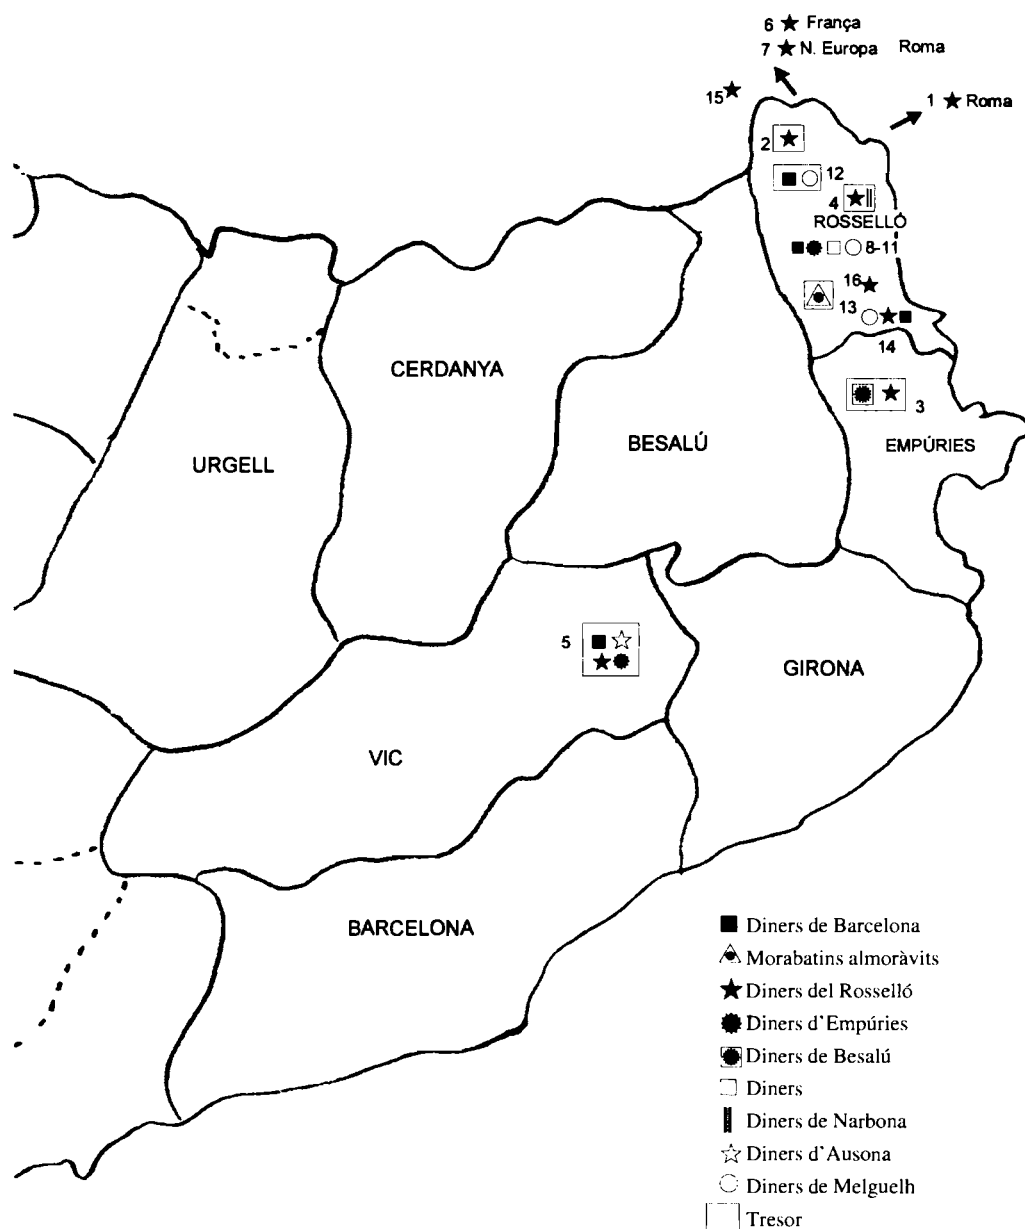 6 ★ França
7 ★ N. Europa Roma
15 ★
1 ★ Roma
2
12
4
ROSSELLÓ
8-11
16
13
14
3
CERDANYA
BESALÚ
EMPÚRIES
URGELL
5
GIRONA
VIC
BARCELONA
Diners de Barcelona
Morabatins almoràvits
Diners del Rosselló
Diners d'Empúries
Diners de Besalú
Diners
Diners de Narbona
Diners d'Ausona
Diners de Melguelh
Tresor